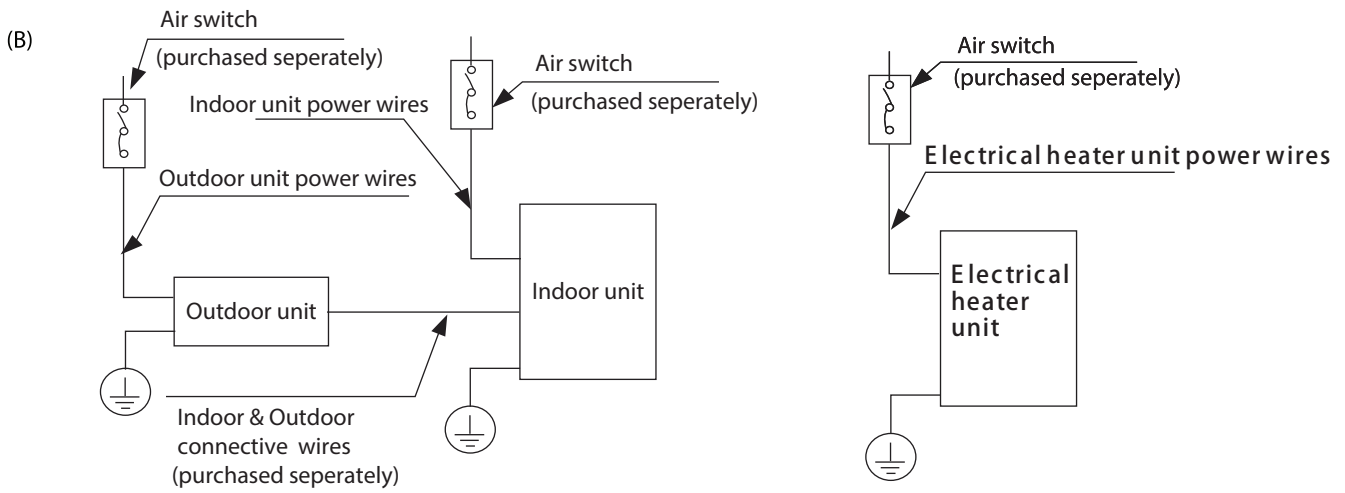 (B)
Air switch
(purchased seperately)
Indoor unit power wires
Air switch
(purchased seperately)
Outdoor unit power wires
Outdoor unit
Indoor unit
Indoor & Outdoor
connective wires
(purchased seperately)
Air switch
(purchased seperately)
Electrical heater unit power wires
Electrical
heater
unit